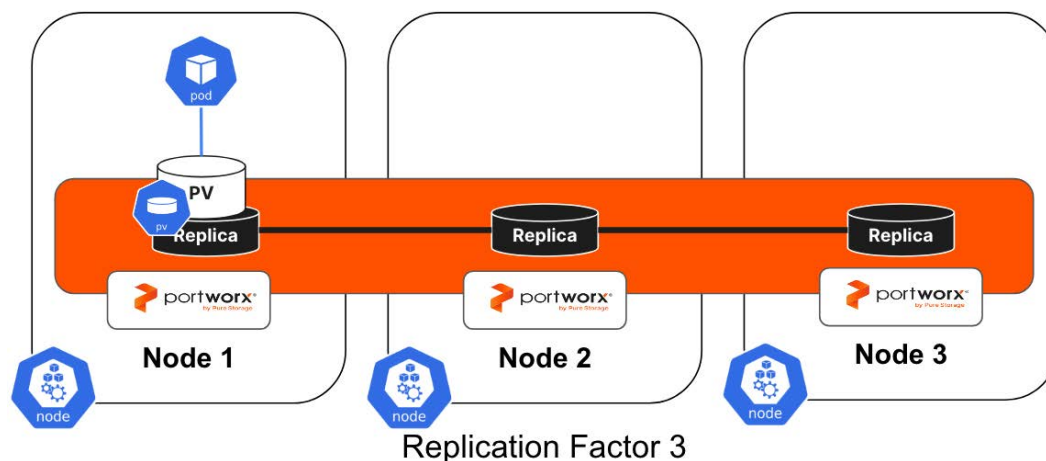 pod
PV
pv
Replica
Replica
Replica
portworx®
by Pure Storage
portworx®
by Pure Storage
portworx®
by Pure Storage
Node 1
Node 2
Node 3
node
node
node
Replication Factor 3